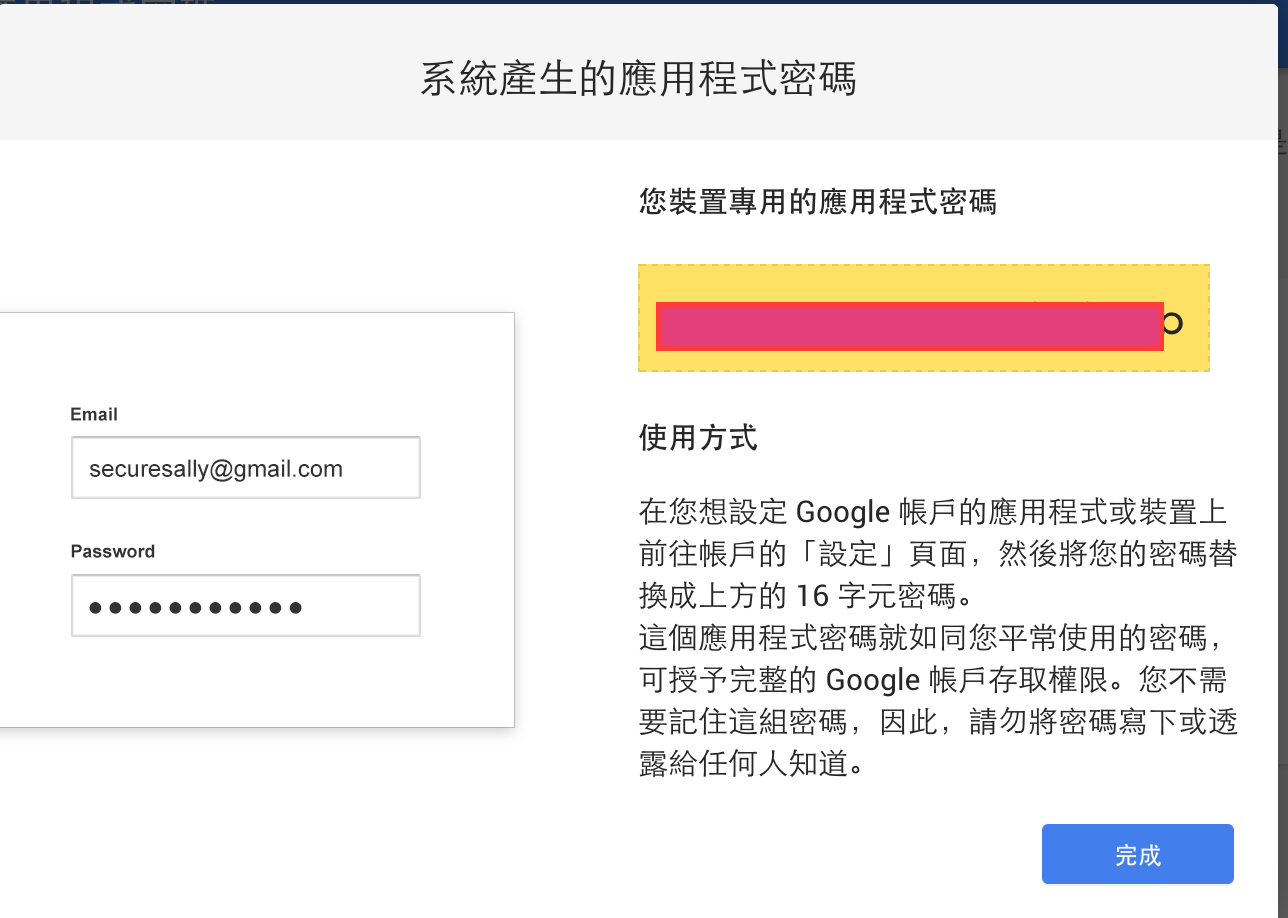 系統產生的應用程式密碼
您裝置專用的應用程式密碼
Email
securesally@gmail.com
Password
使用方式
在您想設定 Google 帳戶的應用程式或裝置上
前往帳戶的「設定」頁面，然後將您的密碼替
換成上方的 16 字元密碼。
這個應用程式密碼就如同您平常使用的密碼，
可授予完整的 Google 帳戶存取權限。您不需
要記住這組密碼，因此，請勿將密碼寫下或透
露給任何人知道。
完成